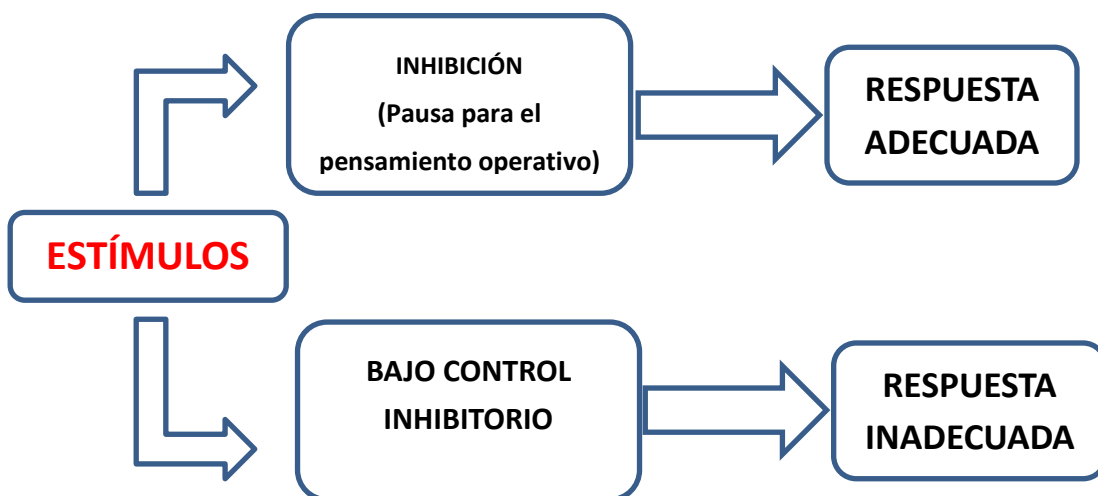 INHIBICIÓN
(Pausa para el
pensamiento operativo)
RESPUESTA
ADECUADA
ESTÍMULOS
BAJO CONTROL
INHIBITORIO
RESPUESTA
INADECUADA